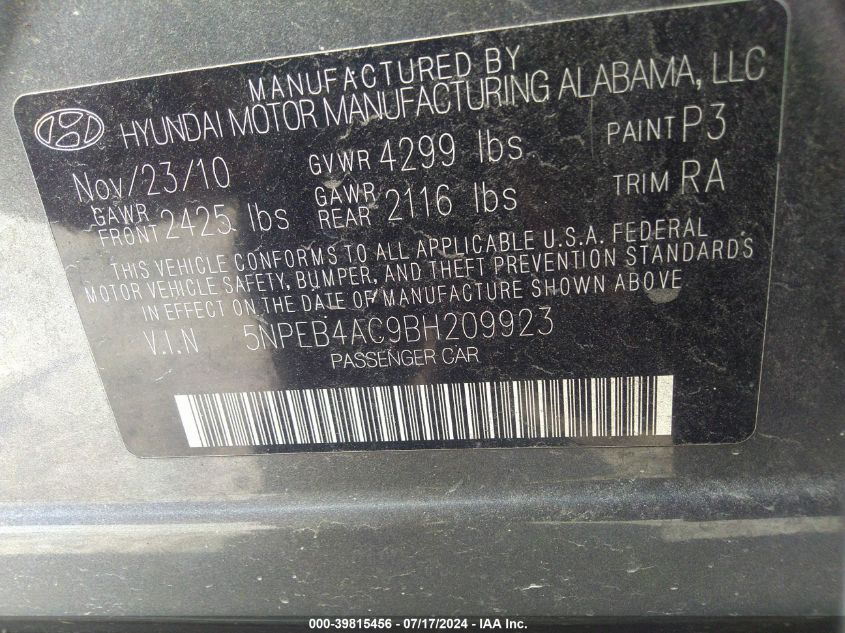 MANUFACTURED BY
HYUNDAI MOTOR MANUFACTURING ALABAMA, LLC
Nov/23/10 GVWR 4299 lbs PAINT P3
GAWR FRONT 2425 lbs GAWR REAR 2116 lbs TRIM RA
THIS VEHICLE CONFORMS TO ALL APPLICABLE U.S.A. FEDERAL
MOTOR VEHICLE SAFETY, BUMPER, AND THEFT PREVENTION STANDARDS
IN EFFECT ON THE DATE OF MANUFACTURE SHOWN ABOVE
V.I.N 5NPEB4AC9BH209923
PASSENGER CAR
000-39815456 - 07/17/2024 - IAA Inc.